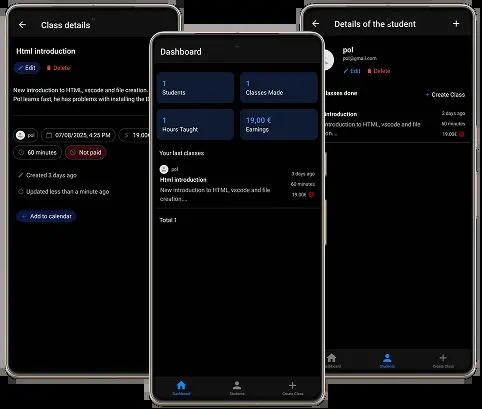 Class details
Html introduction
Edit
Delete
New introduction to HTML, vscode and file creation.
Pol learns fast, he has problems with installing the
pol
07/08/2025, 4:25 PM
$ 19.00
60 minutes
Not paid
Created 3 days ago
Updated less than a minute ago
+ Add to calendar
Dashboard
1
Students
1
Classes Made
1
Hours Taught
19,00 €
Earnings
Your last classes
pol
Html introduction
New introduction to HTML, vscode and file
creation....
3 days ago
60 minutes
19.00€
Total 1
Dashboard
Students
Create Class
Details of the student
pol
pol@gmail.com
Edit
Delete
classes done
+ Create Class
introduction
introduction to HTML, vscode and file
3 days ago
60 minutes
19.00€
dashboard
Students
Create Class